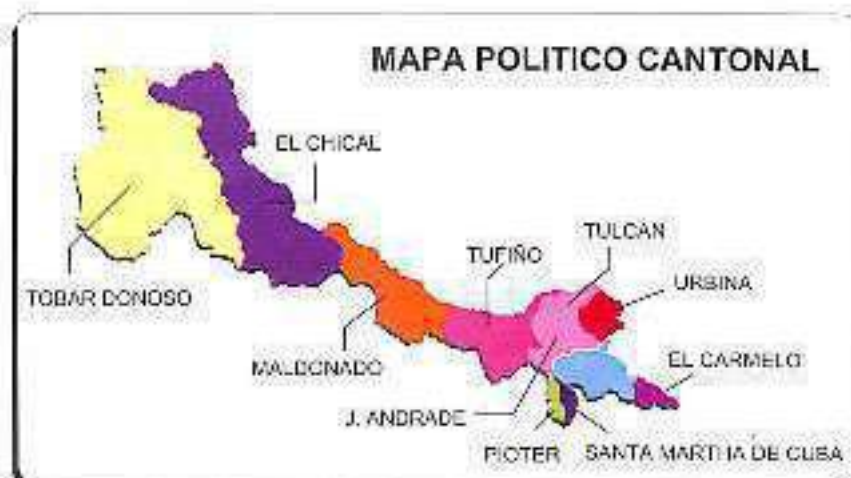 MAPA POLITICO CANTONAL
EL CHICAL
TULCAN
TUFIÑO
URBINA
TOBAR DONOSO
MALDONADO
EL CARMELO
J. ANDRADE
PIOTER
SANTA MARTHA DE CUBA